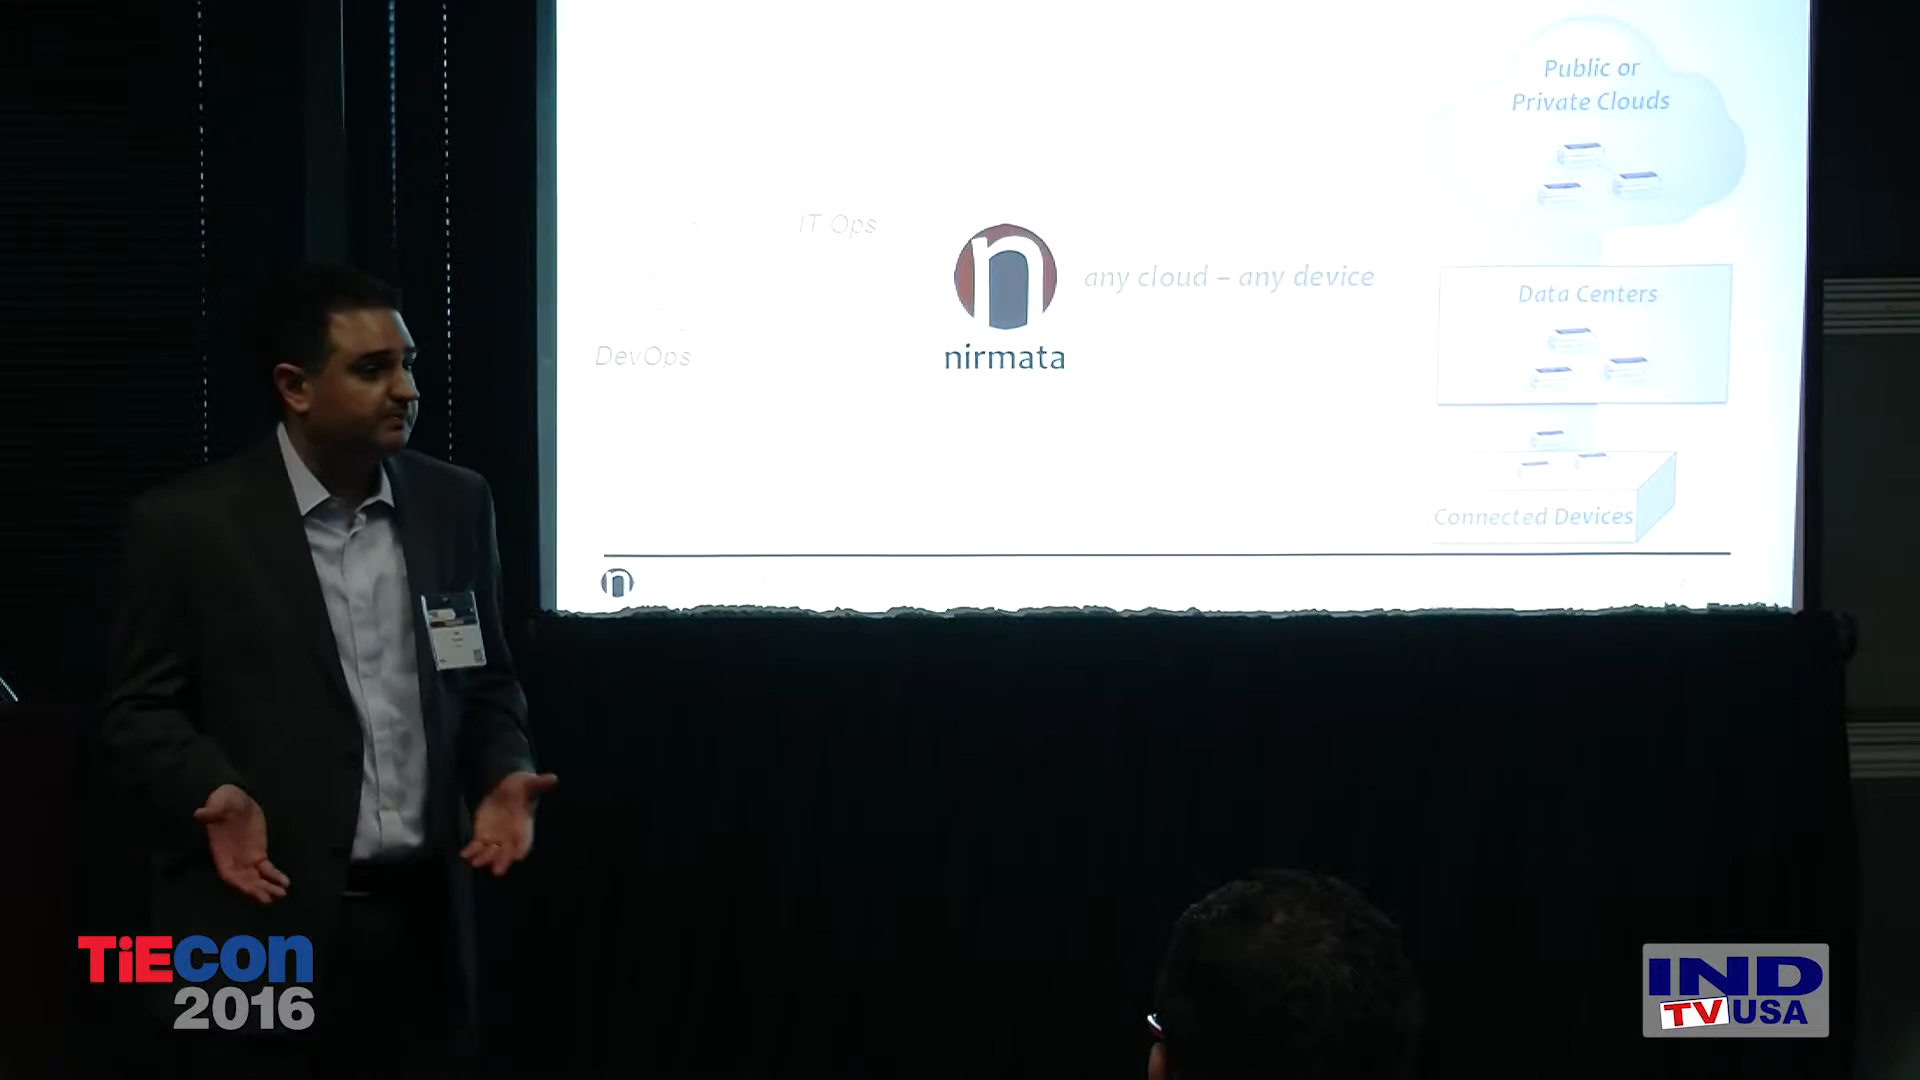 Public or
Private Clouds
IT Ops
any cloud – any device
Data Centers
DevOps
nirmata
Connected Devices
n
TiEcon
2016
IND
TV USA